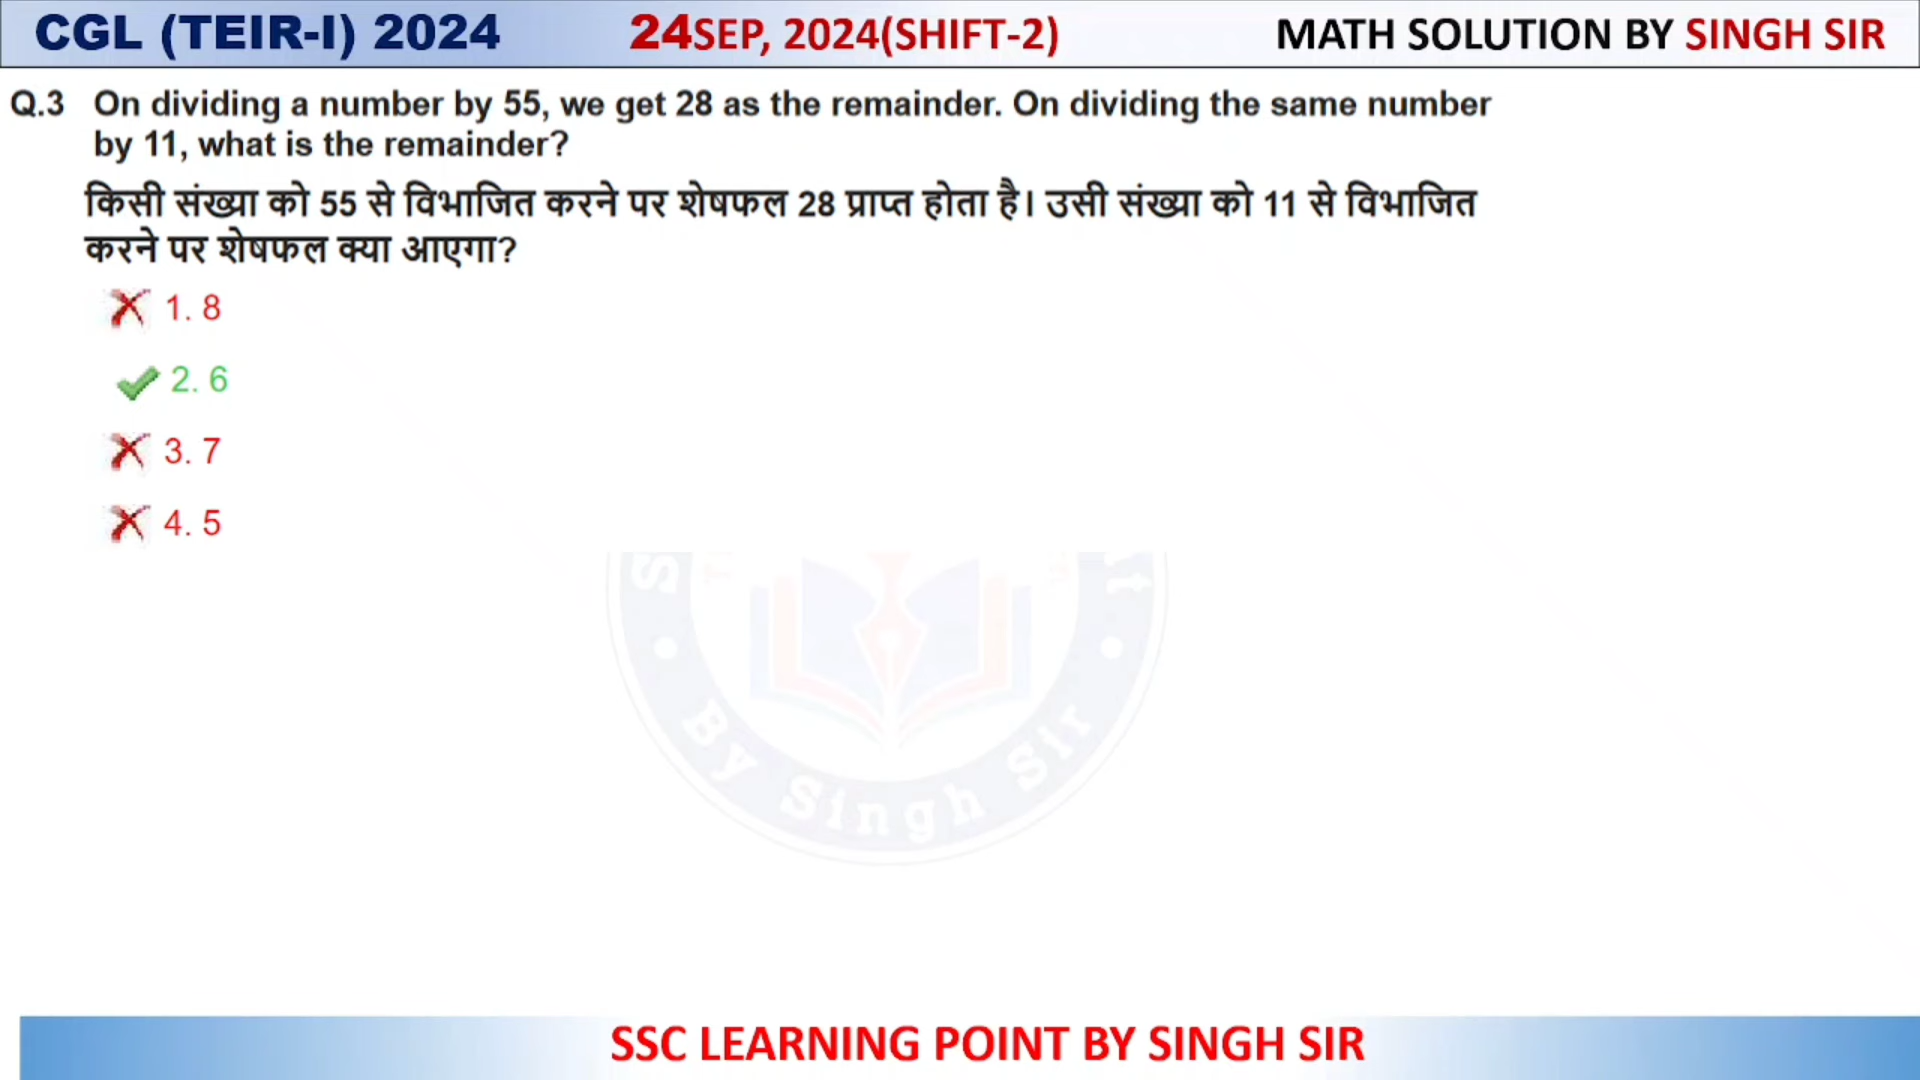 CGL (TEIR-I) 2024 24SEP, 2024(SHIFT-2) MATH SOLUTION BY SINGH SIR
Q.3 On dividing a number by 55, we get 28 as the remainder. On dividing the same number
by 11, what is the remainder?
किसी संख्या को 55 से विभाजित करने पर शेषफल 28 प्राप्त होता है। उसी संख्या को 11 से विभाजित
करने पर शेषफल क्या आएगा?
1. 8
2. 6
3. 7
4. 5
By Singh Sir
SSC LEARNING POINT BY SINGH SIR